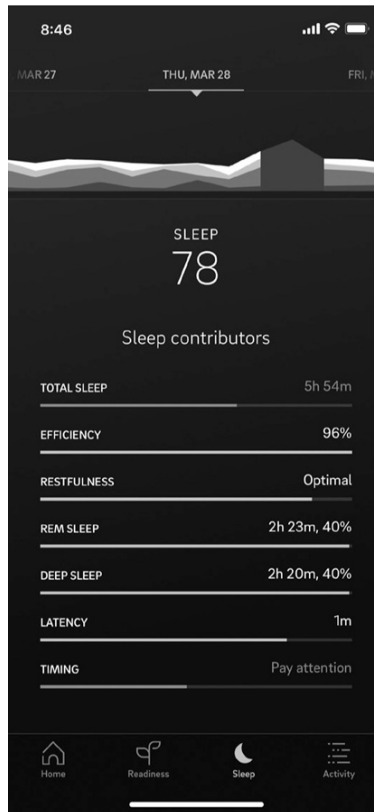 8:46
MAR 27 THU, MAR 28 FRI,
SLEEP
78
Sleep contributors
TOTAL SLEEP 5h 54m
EFFICIENCY 96%
RESTFULNESS Optimal
REM SLEEP 2h 23m, 40%
DEEP SLEEP 2h 20m, 40%
LATENCY 1m
TIMING Pay attention
Home Readiness Sleep Activity